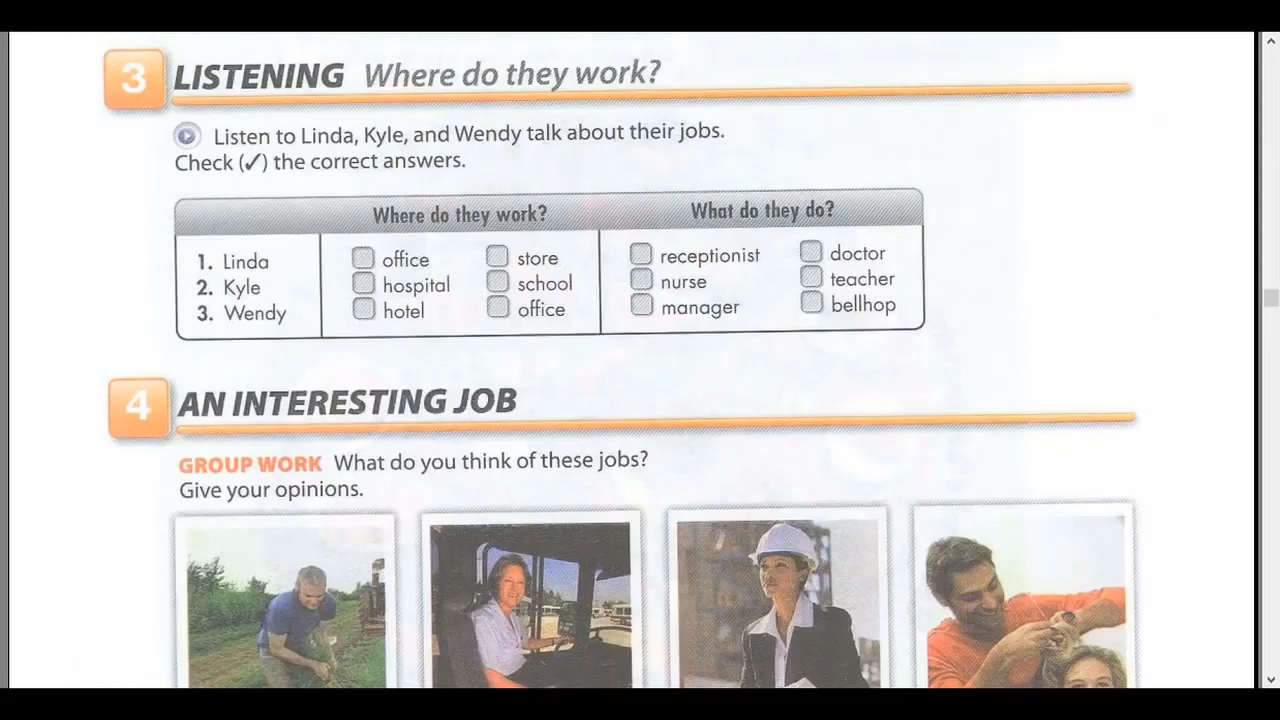 3 LISTENING Where do they work?
Listen to Linda, Kyle, and Wendy talk about their jobs.
Check (✓) the correct answers.
Where do they work? What do they do?
1. Linda office store receptionist doctor
2. Kyle hospital school nurse teacher
3. Wendy hotel office manager bellhop
4 AN INTERESTING JOB
GROUP WORK What do you think of these jobs?
Give your opinions.